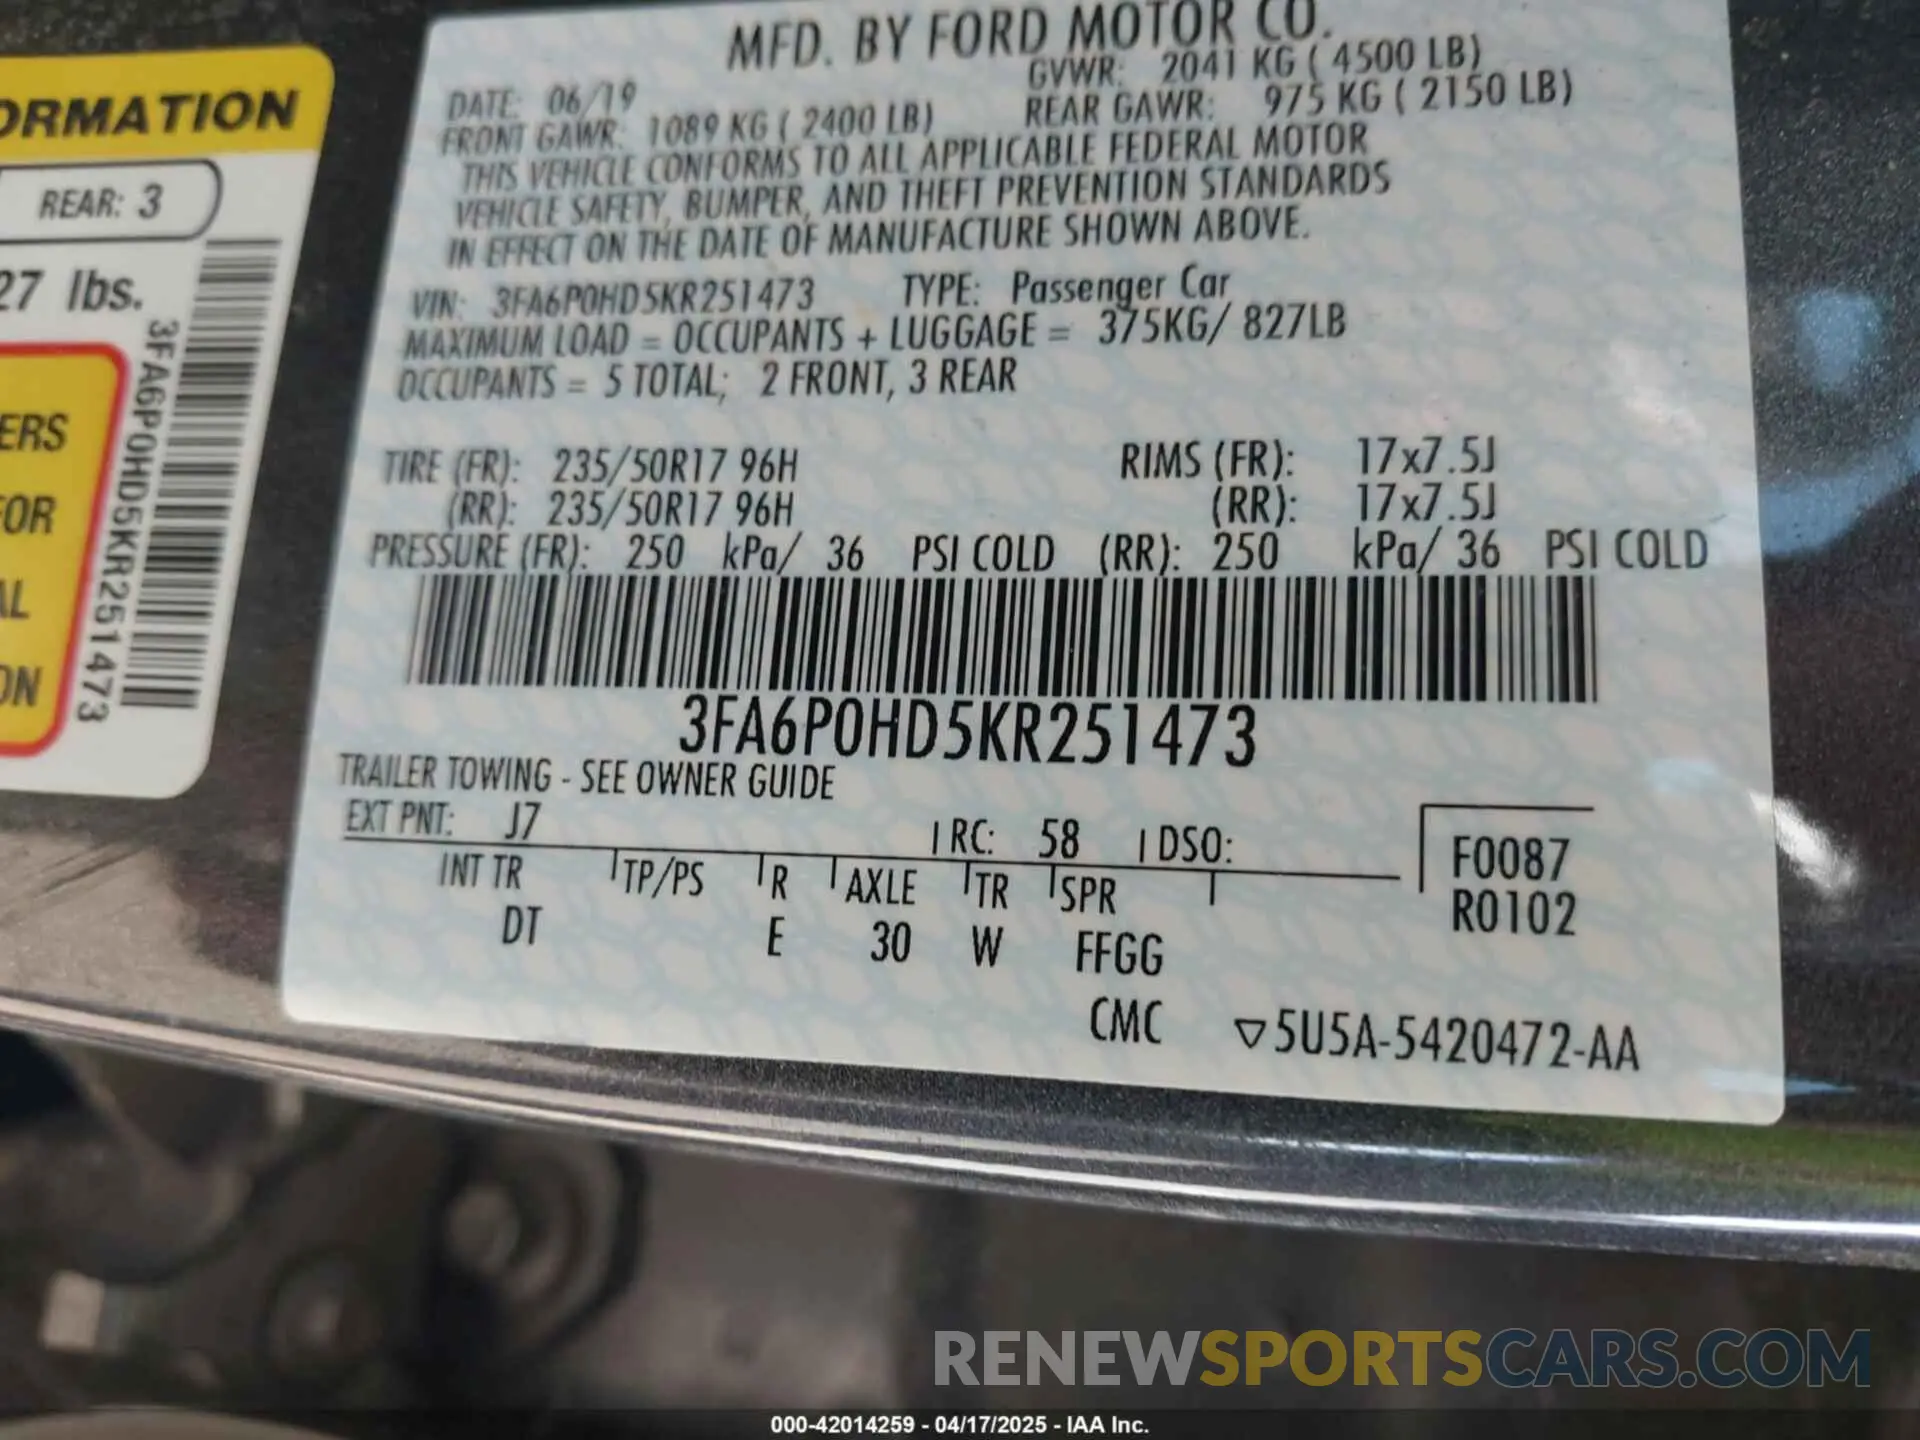 MFD. BY FORD MOTOR CO.
DATE: 06/19 GVWR: 2041 KG ( 4500 LB)
FRONT GAWR: 1089 KG ( 2400 LB) REAR GAWR: 975 KG ( 2150 LB)
THIS VEHICLE CONFORMS TO ALL APPLICABLE FEDERAL MOTOR
VEHICLE SAFETY, BUMPER, AND THEFT PREVENTION STANDARDS
IN EFFECT ON THE DATE OF MANUFACTURE SHOWN ABOVE.
VIN: 3FA6P0HD5KR251473 TYPE: Passenger Car
MAXIMUM LOAD = OCCUPANTS + LUGGAGE = 375KG/ 827LB
OCCUPANTS = 5 TOTAL; 2 FRONT, 3 REAR
TIRE (FR): 235/50R17 96H RIMS (FR): 17x7.5J
(RR): 235/50R17 96H (RR): 17x7.5J
PRESSURE (FR): 250 kPa/ 36 PSI COLD (RR): 250 kPa/ 36 PSI COLD
3FA6P0HD5KR251473
TRAILER TOWING - SEE OWNER GUIDE
EXT PNT: J7 RC: 58 DSO:
F0087
R0102
INT TR TP/PS R AXLE TR SPR
DT E 30 W FFGG
CMC ▽5U5A-5420472-AA
ORMATION
REAR: 3
27 lbs.
3FA6P0HD5KR251473
ERS
FOR
AL
ON
RENEWSPORTSCARS.COM
000-42014259 - 04/17/2025 - IAA Inc.